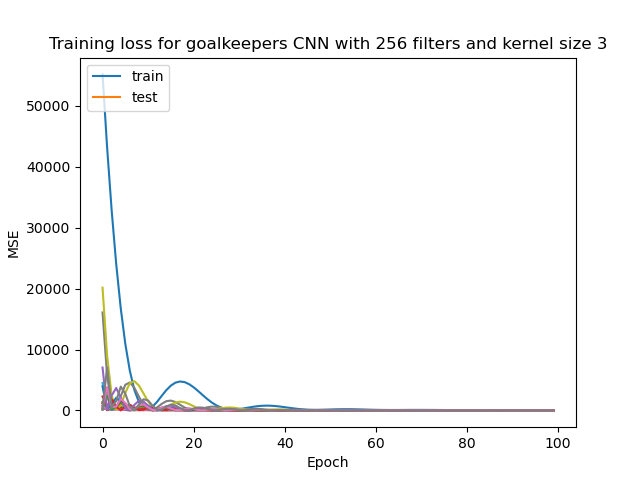 Training loss for goalkeepers CNN with 256 filters and kernel size 3
train
test
50000
40000
30000
20000
10000
0
MSE
0 20 40 60 80 100
Epoch